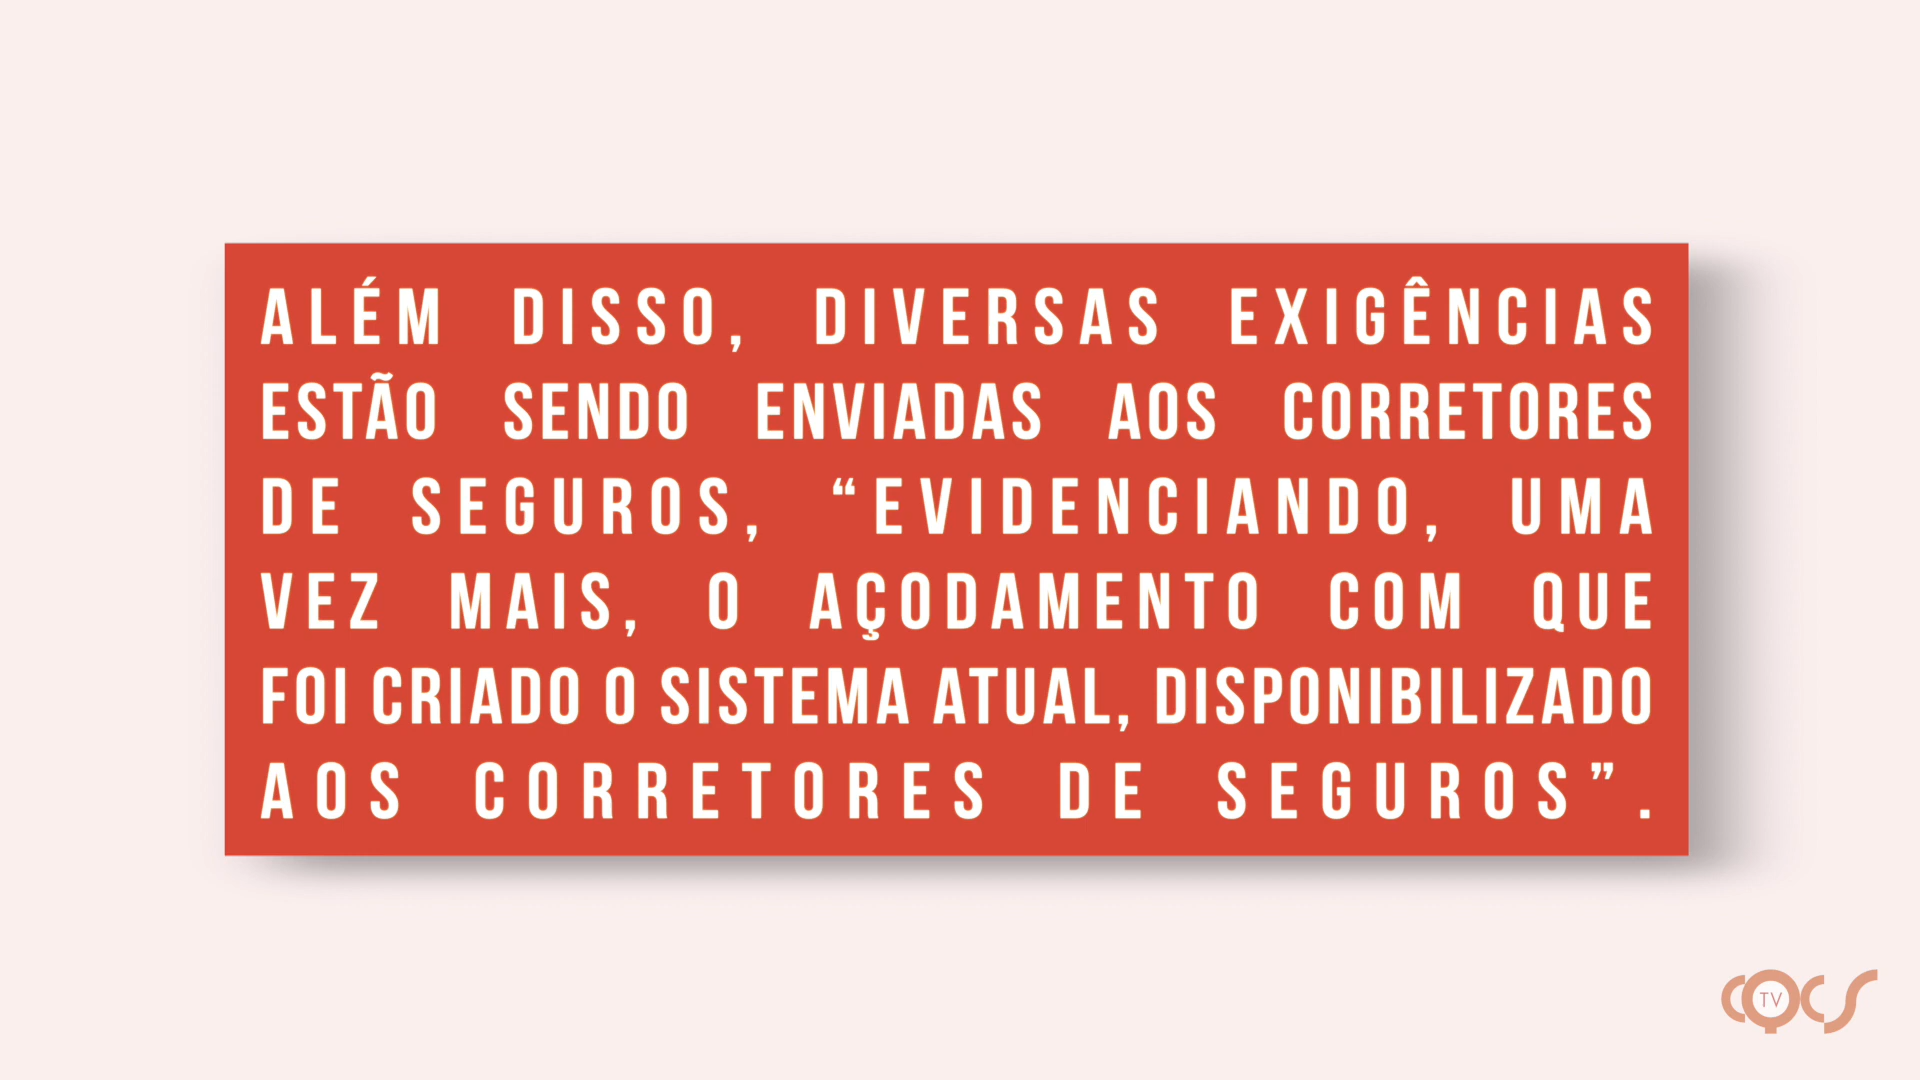 ALÉM DISSO, DIVERSAS EXIGÊNCIAS
ESTÃO SENDO ENVIADAS AOS CORRETORES
DE SEGUROS, “EVIDENCIANDO, UMA
VEZ MAIS, O AÇODAMENTO COM QUE
FOI CRIADO O SISTEMA ATUAL, DISPONIBILIZADO
AOS CORRETORES DE SEGUROS”.
CQCS
TV